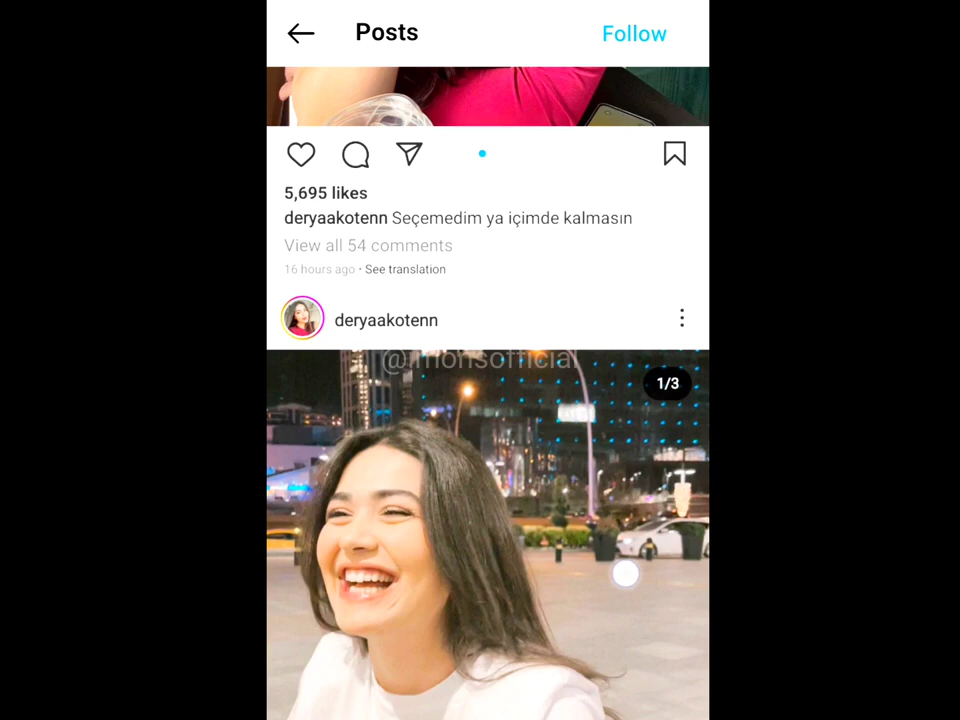 Posts
Follow
5,695 likes
deryaakotenn Seçemedim ya içimde kalmasın
View all 54 comments
16 hours ago · See translation
deryaakotenn
1/3